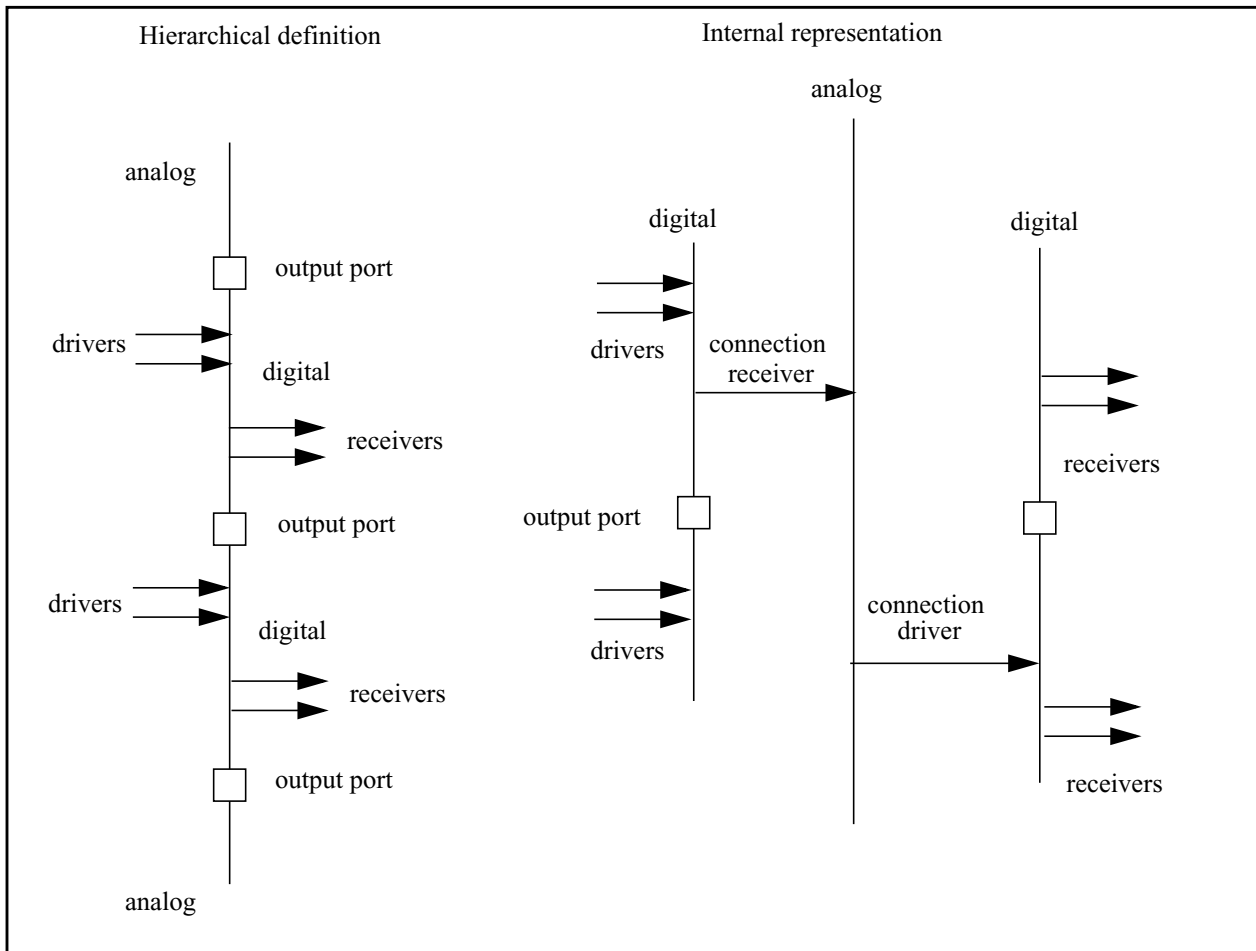 Hierarchical definition
analog
output port
drivers
digital
receivers
output port
drivers
digital
receivers
output port
analog
Internal representation
analog
digital
drivers
connection
receiver
output port
drivers
connection
driver
digital
receivers
receivers